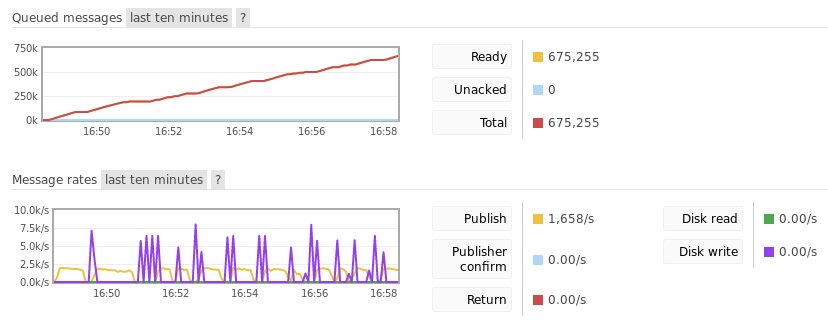 Queued messages last ten minutes ?
750k
500k
250k
0k
16:50 16:52 16:54 16:56 16:58
Ready 675,255
Unacked 0
Total 675,255
Message rates last ten minutes ?
10.0k/s
7.5k/s
5.0k/s
2.5k/s
0.0k/s
16:50 16:52 16:54 16:56 16:58
Publish 1,658/s
Publisher
confirm 0.00/s
Return 0.00/s
Disk read 0.00/s
Disk write 0.00/s